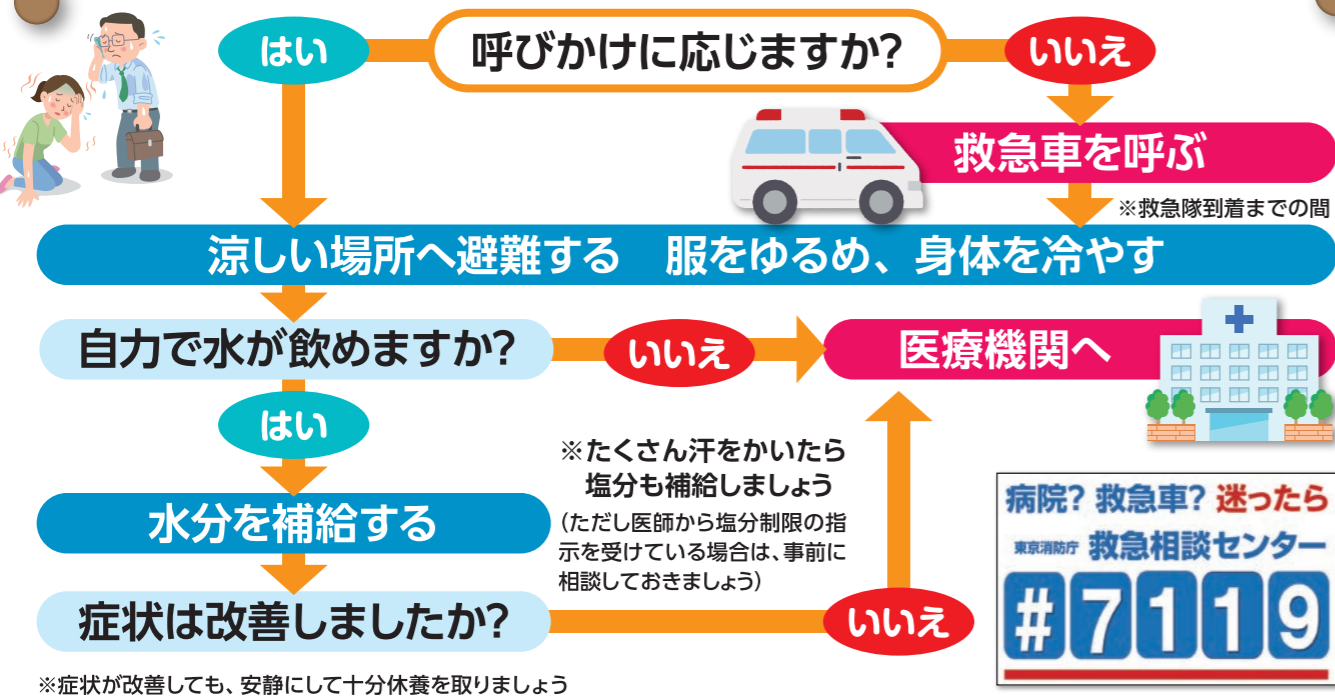 はい
呼びかけに応じますか?
いいえ
救急車を呼ぶ
※救急隊到着までの間
涼しい場所へ避難する　服をゆるめ、身体を冷やす
自力で水が飲めますか?
いいえ
医療機関へ
はい
※たくさん汗をかいたら
塩分も補給しましょう
(ただし医師から塩分制限の指
示を受けている場合は、事前に
相談しておきましょう)
水分を補給する
症状は改善しましたか?
いいえ
※症状が改善しても、安静にして十分休養を取りましょう
病院? 救急車? 迷ったら
東京消防庁 救急相談センター
#7119